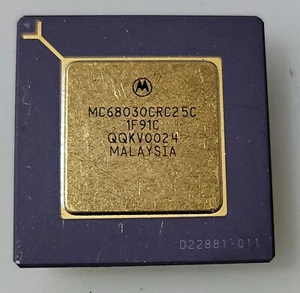 MC68030CRC25C
1F91C
QQKV0024
MALAYSIA
D22881-011